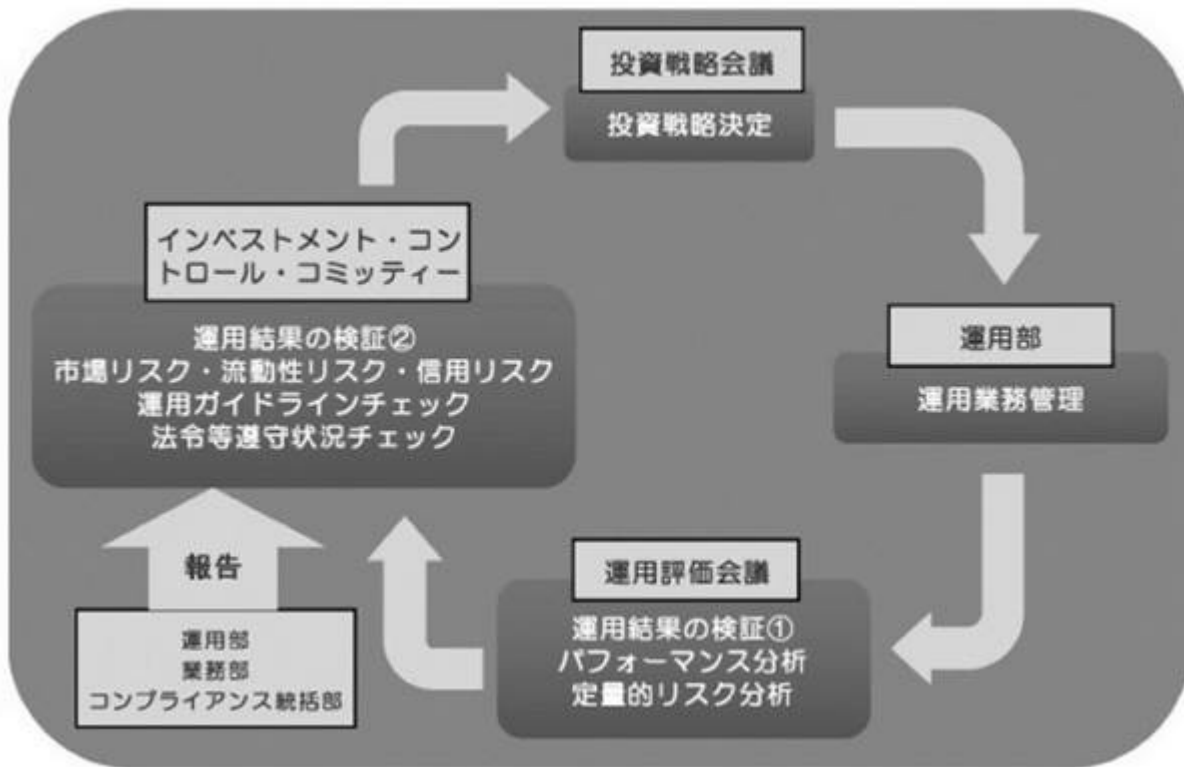 投資戦略会議
投資戦略決定
運用部
運用業務管理
運用評価会議
運用結果の検証①
パフォーマンス分析
定量的リスク分析
インベストメント・コン
トロール・コミッティー
運用結果の検証②
市場リスク・流動性リスク・信用リスク
運用ガイドラインチェック
法令等遵守状況チェック
報告
運用部
業務部
コンプライアンス統括部